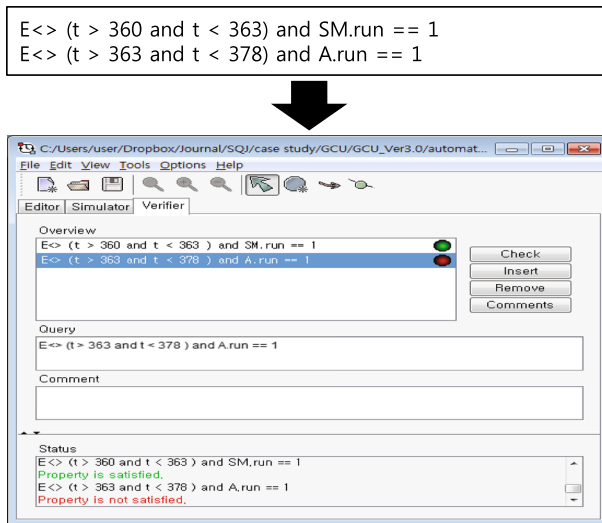 E<> (t > 360 and t < 363) and SM.run == 1
E<> (t > 363 and t < 378) and A.run == 1
C:/Users/user/Dropbox/Journal/SQJ/case study/GCU/GCU_Ver3.0/automat...
File Edit View Tools Options Help
Editor Simulator Verifier
Overview
E<> (t > 360 and t < 363 ) and SM.run == 1
E<> (t > 363 and t < 378 ) and A.run == 1
Check
Insert
Remove
Comments
Query
E<> (t > 363 and t < 378 ) and A.run == 1
Comment
Status
E<> (t > 360 and t < 363 ) and SM.run == 1
Property is satisfied.
E<> (t > 363 and t < 378 ) and A.run == 1
Property is not satisfied.